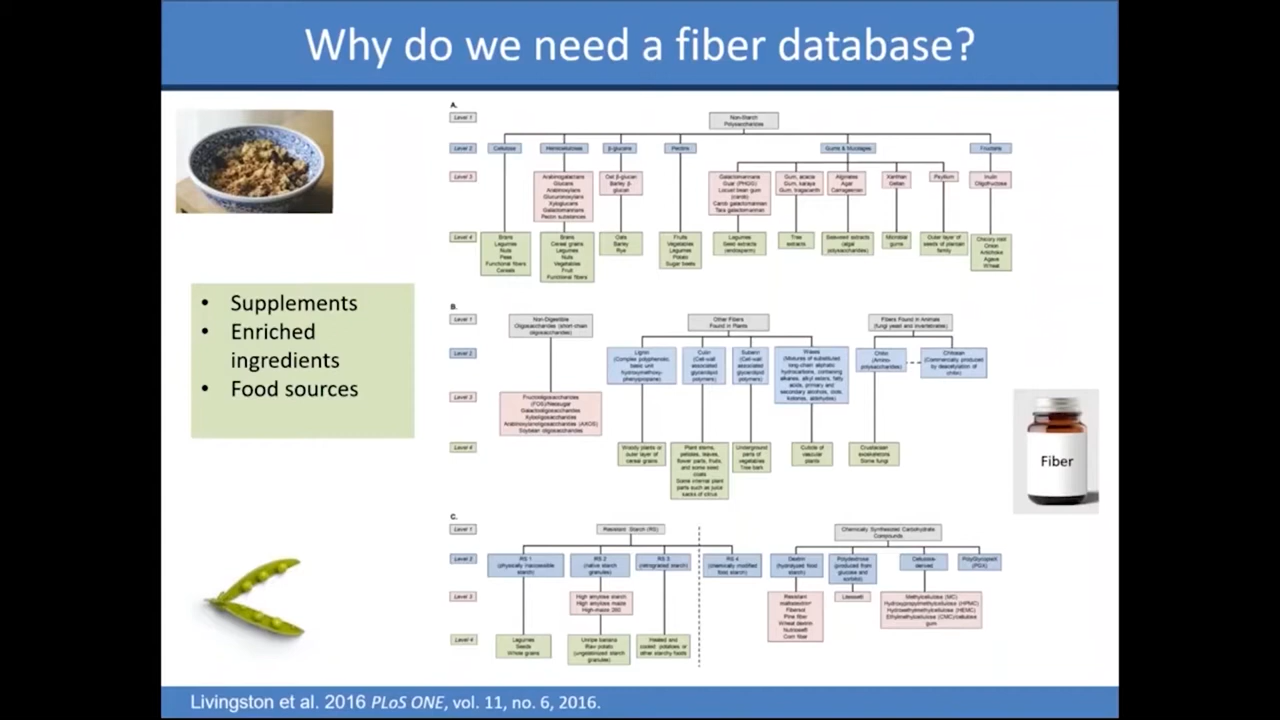 Why do we need a fiber database?
• Supplements
• Enriched
ingredients
• Food sources
A.
Level 1
Non-Starch
Polysaccharides
Level 2
Cellulose
Hemicellulose
β-glucans
Pectins
Gums & Mucilages
Fructans
Level 3
Arabinogalactans
Glucans
Arabinoxylans
Glucuronoxylans
Xyloglucans
Galactomannans
Pectin substances
Oat β-glucan
Barley β-
glucan
Galactomannans
Guar (PHGG)
Locust bean gum
(carob)
Carob galactomannan
Tara galactomannan
Gum, acacia
Gum, karaya
Gum, tragacanth
Alginates
Agar
Carrageenan
Xanthan
Gellan
Psyllium
Inulin
Oligofructose
Level 4
Brans
Legumes
Nuts
Peas
Functional fibers
Cereals
Brans
Cereal grains
Legumes
Nuts
Vegetables
Fruit
Functional fibers
Oats
Barley
Rye
Fruits
Vegetables
Legumes
Potato
Sugar beets
Legumes
Seed extracts
(endosperm)
Tree
extracts
Seaweed extracts
(algal
polysaccharides)
Microbial
gums
Outer layer of
seeds of plantain
family
Chicory root
Onion
Artichoke
Agave
Wheat
B.
Level 1
Non-Digestible
Oligosaccharides (short chain
oligosaccharides)
Other Fibers
Found in Plants
Fibers Found in Animals
(fungi yeast and invertebrates)
Level 2
Lignin
(Complex polyphenolic,
basic unit
hydroxymethoxy-
phenylpropane)
Cutin
(Cell-wall
associated
glycerolipid
polymers)
Suberin
(Cell-wall
associated
glycerolipid
polymers)
Waxes
(Mixtures of substituted
long-chain aliphatic
hydrocarbons, containing
alkanes, alkyl esters, fatty
acids, primary and
secondary alcohols, diols,
ketones, aldehydes)
Chitin
(Amino-
polysaccharides)
Chitosan
(Commercially produced
by deacetylation of
chitin)
Level 3
Fructooligosaccharides
(FOS)/Neosugar
Galactooligosaccharides
Xylooligosaccharides
Arabinoxylanoligosaccharides (AXOS)
Soybean oligosaccharides
Level 4
Woody plants or
outer layer of
cereal grains
Plant stems,
petioles, leaves,
flower parts, fruits,
and some seed
coats
Some internal plant
parts such as juice
sacks of citrus
Underground
parts of
vegetables
Tree bark
Cuticle of
vascular
plants
Crustacean
exoskeletons
Some fungi
Fiber
C.
Level 1
Resistant Starch (RS)
Chemically Synthesized Carbohydrate
Compounds
Level 2
RS 1
(physically inaccessible
starch)
RS 2
(native starch
granules)
RS 3
(retrograded starch)
RS 4
(chemically modified
food starch)
Dextrin
(hydrolyzed food
starch)
Polydextrose
(produced from
glucose and
sorbitol)
Cellulose-
derived
PolyGlycoplex
(PGX)
Level 3
High amylose starch
High amylose maize
High-maize 260
Resistant
maltodextrin
Fibersol
Pine fiber
Wheat dextrin
Nutriose®
Corn fiber
Litesse®
Methylcellulose (MC)
Hydroxypropylmethylcellulose (HPMC)
Hydroxethylmethylcellulose (HEMC)
Ethylmethylcellulose (CMC)/cellulose
gum
Level 4
Legumes
Seeds
Whole grains
Unripe banana
Raw potato
(ungelatinized starch
granules)
Heated and
cooled potatoes or
other starchy foods
Livingston et al. 2016 PLoS ONE, vol. 11, no. 6, 2016.